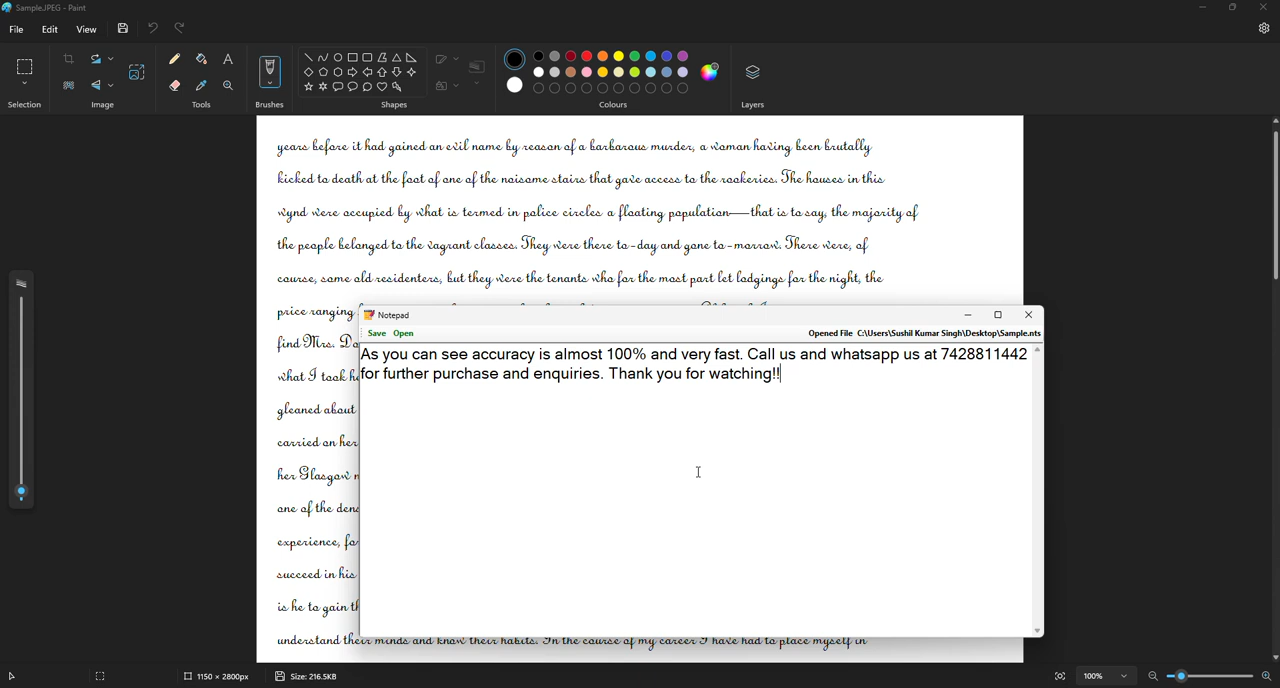 Sample.JPEG - Paint
File Edit View
Selection Image Tools Brushes Shapes Colours Layers
years before it had gained an evil name by reason of a barbarous murder, a woman having been brutally
kicked to death at the foot of one of the noisome stairs that gave access to the rookeries. The houses in this
wynd were occupied by what is termed in police circles a floating population—that is to say, the majority of
the people belonged to the vagrant classes. They were there to-day and gone to-morrow. There were, of
course, some old residenters, but they were the tenants who for the most part let lodgings for the night, the
price ranging
find Mrs. Do
what I took he
gleaned about
carried on her
her Glasgow
one of the den
experience, fo
succeed in his
is he to gain th
understand their minds and know their habits. In the course of my career I have had to place myself in
Notepad
Save Open Opened File C:\Users\Sushil Kumar Singh\Desktop\Sample.nts
As you can see accuracy is almost 100% and very fast. Call us and whatsapp us at 7428811442
for further purchase and enquiries. Thank you for watching!!
1150 × 2800px Size: 216.5KB 100%